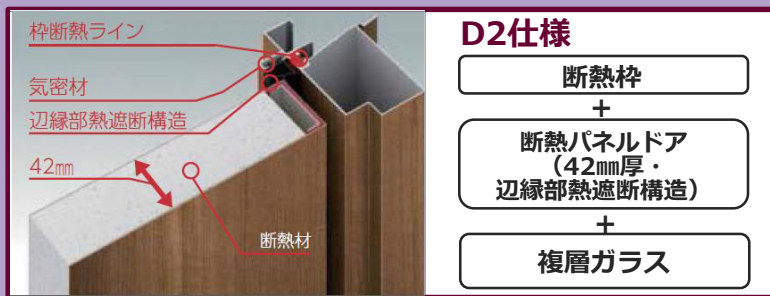 枠断熱ライン
気密材
辺縁部熱遮断構造
42㎜
断熱材
D2仕様
断熱枠
+
断熱パネルドア
（42㎜厚・
辺縁部熱遮断構造）
+
複層ガラス